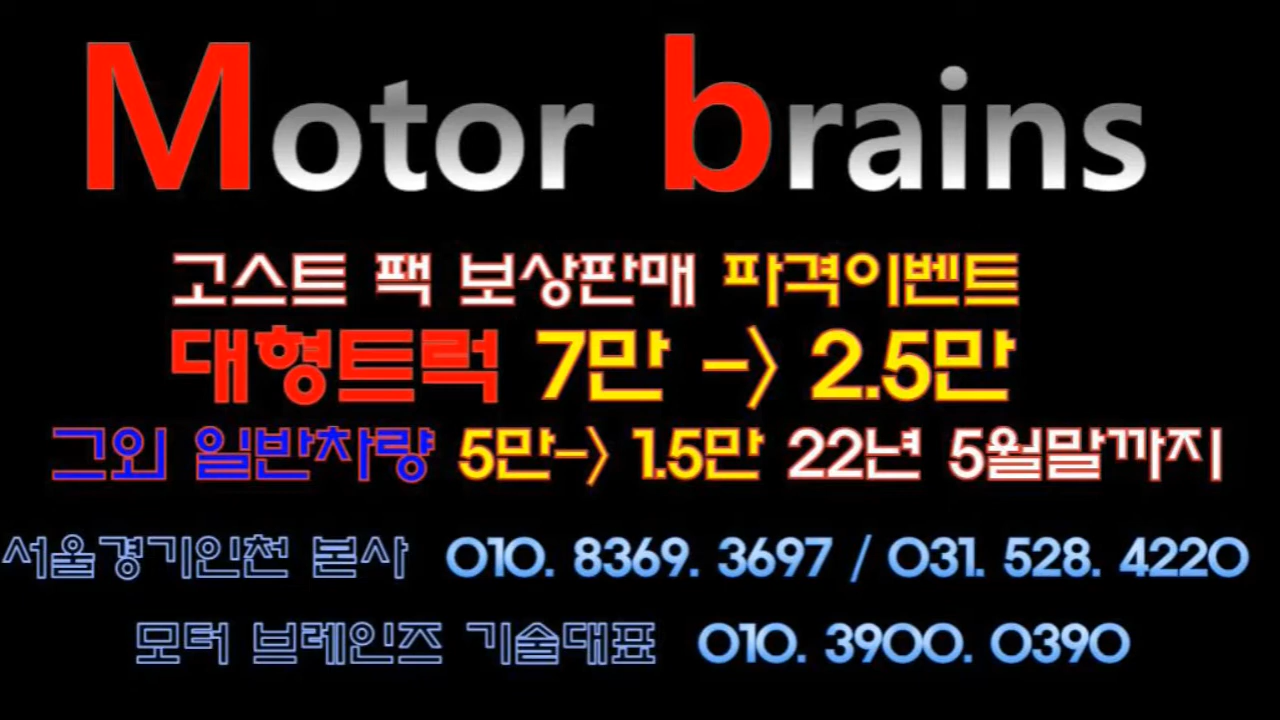 Motor brains
고스트 팩 보상판매 파격이벤트
대형트럭 7만 -> 2.5만
그외 일반차량 5만-> 1.5만 22년 5월말까지
서울경기인천 본사 010. 8369. 3697 / 031. 528. 4220
모터 브레인즈 기술대표 010. 3900. 0390